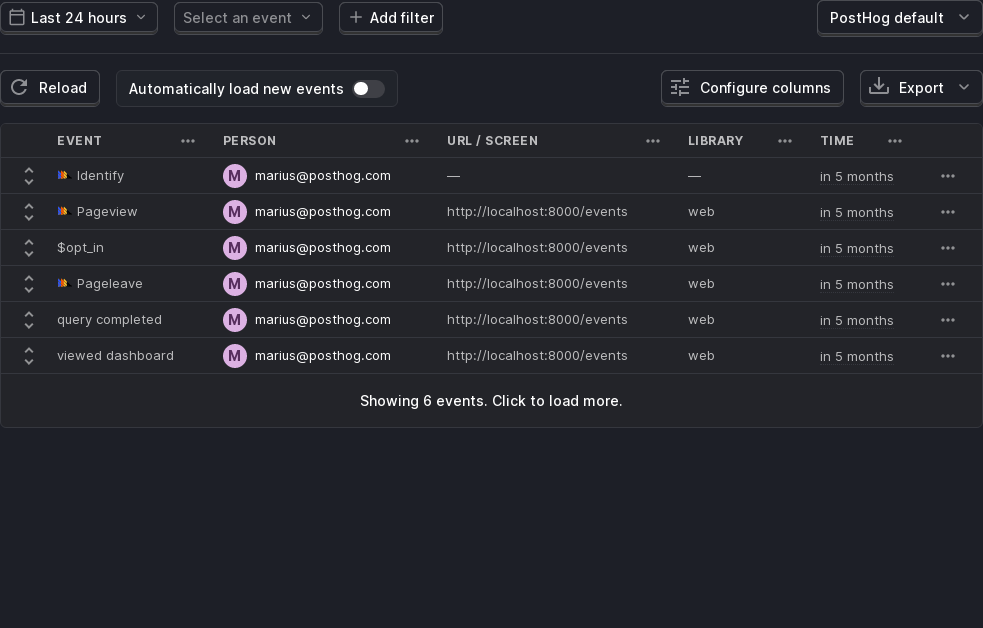 Last 24 hours Select an event Add filter PostHog default
Reload Automatically load new events Configure columns Export
EVENT PERSON URL / SCREEN LIBRARY TIME
Identify M marius@posthog.com — — in 5 months
Pageview M marius@posthog.com http://localhost:8000/events web in 5 months
$opt_in M marius@posthog.com http://localhost:8000/events web in 5 months
Pageleave M marius@posthog.com http://localhost:8000/events web in 5 months
query completed M marius@posthog.com http://localhost:8000/events web in 5 months
viewed dashboard M marius@posthog.com http://localhost:8000/events web in 5 months
Showing 6 events. Click to load more.